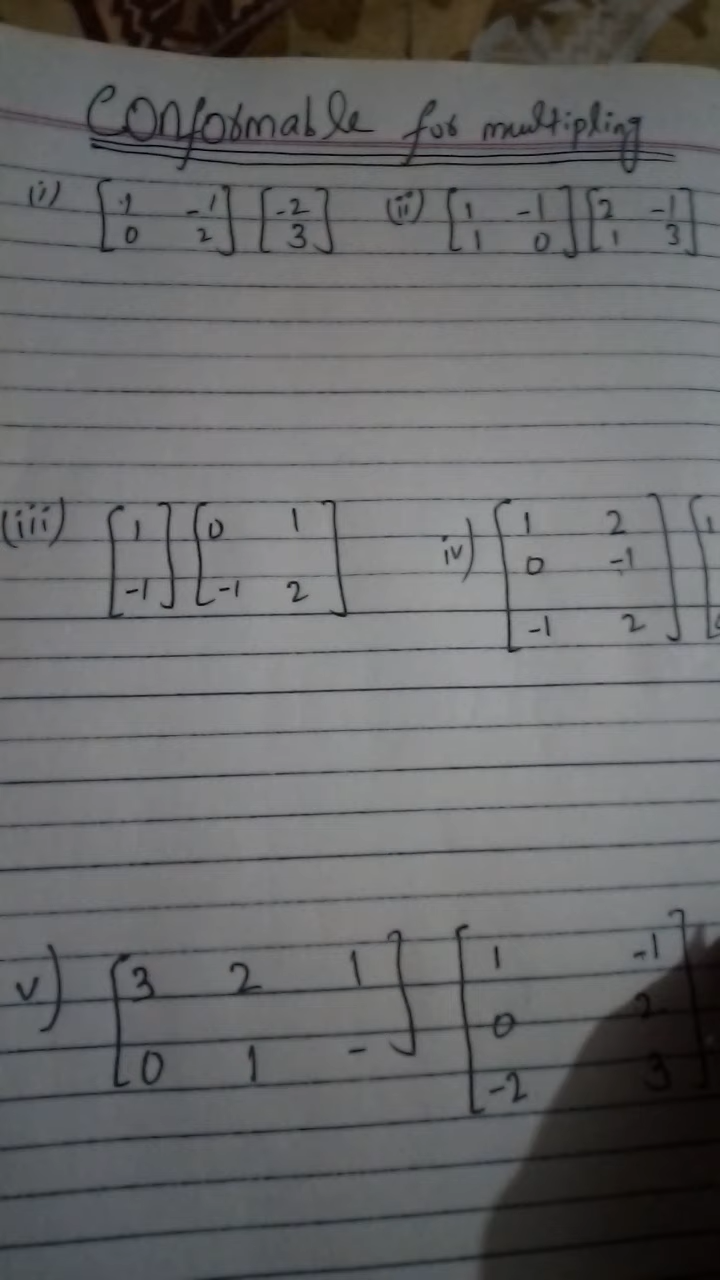 Conformable for multipling
(i) [ -1 ] [ -2 ] (ii) [ 1 -1 ] [ 2 -1 ]
[ 0 2 ] [ 3 ] [ 1 0 ] [ 1 3 ]
(iii) [ 1 ] [ 0 1 ] iv) [ 1 2 ] [
0 -1
[ -1 ] [ -1 2 ] [ -1 2 ] [
v) [ 3 2 1 ] [ 1 -1 ]
0 2
[ 0 1 - ] [ -2 3 ]